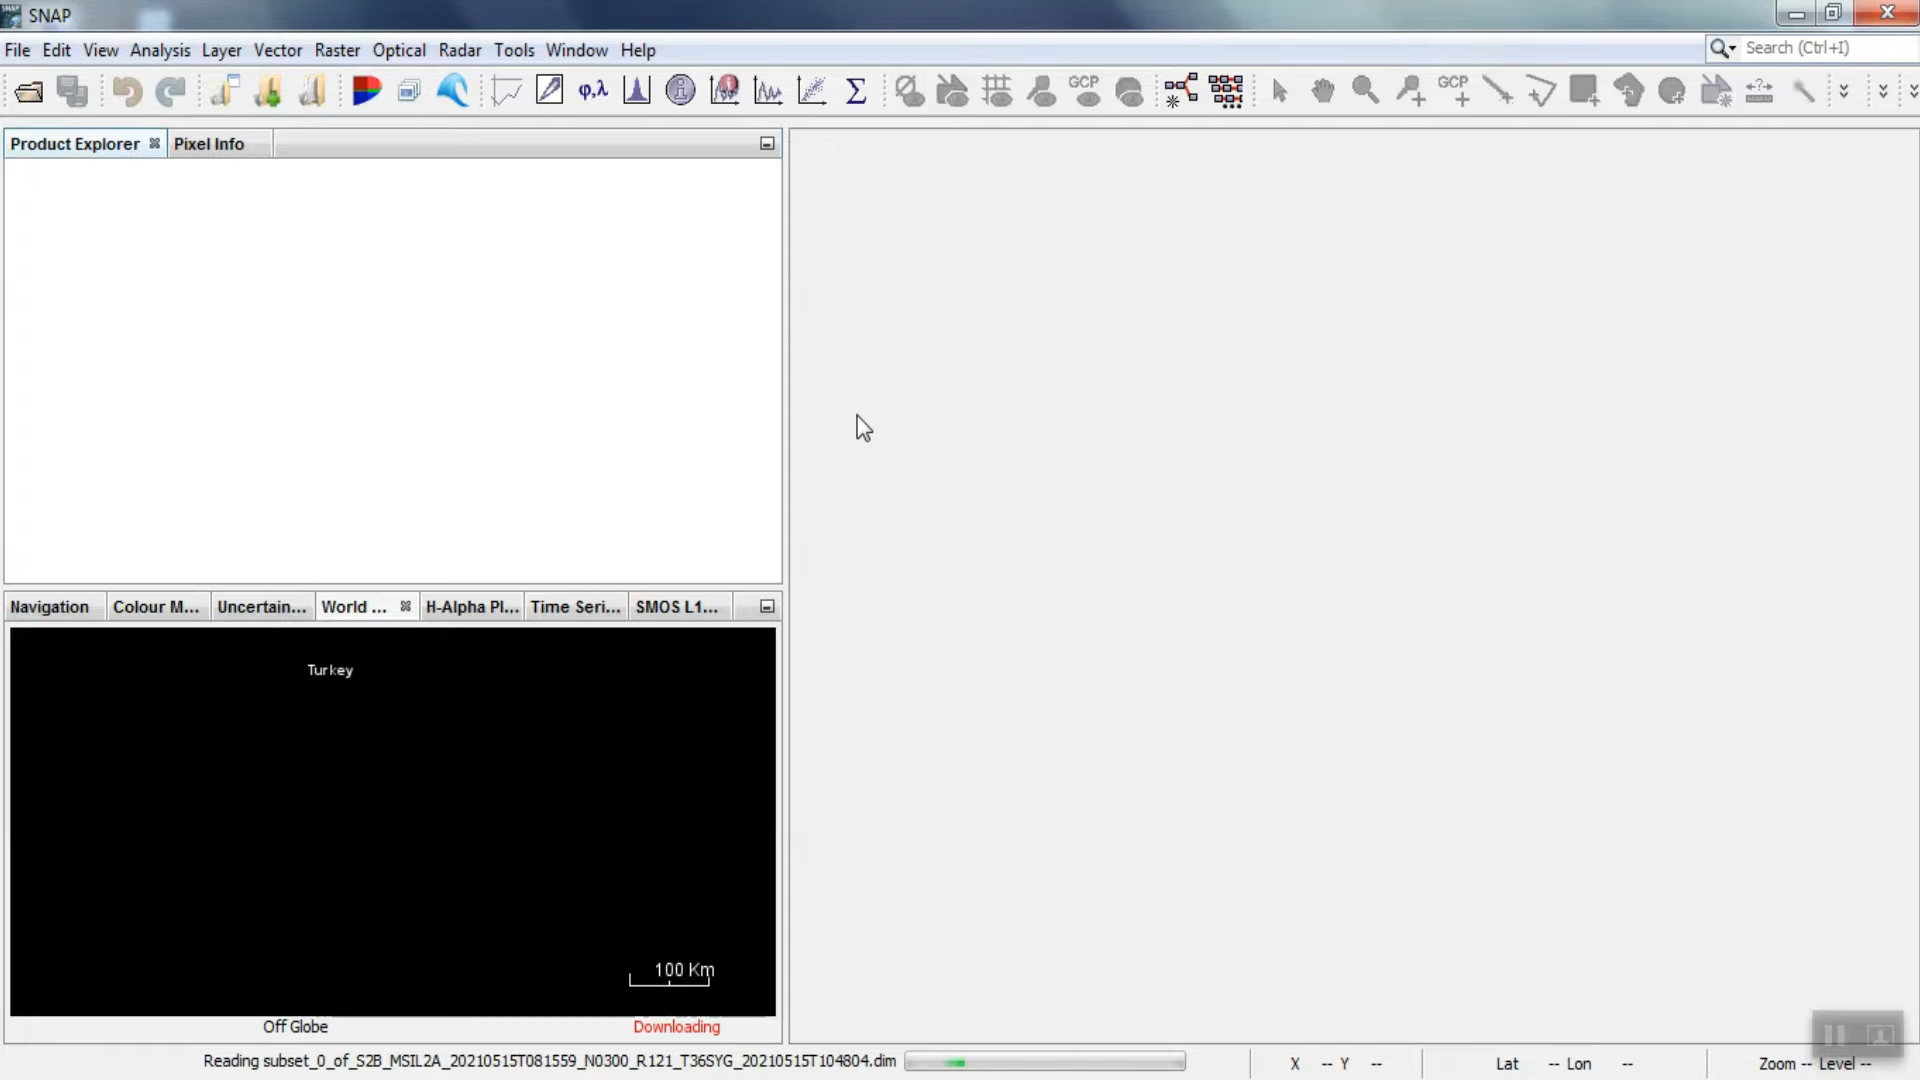 SNAP
File Edit View Analysis Layer Vector Raster Optical Radar Tools Window Help
Search (Ctrl+I)
φ,λ Σ GCP GCP
Product Explorer Pixel Info
Navigation Colour M... Uncertain... World ... H-Alpha Pl... Time Seri... SMOS L1...
Turkey
100 Km
Off Globe Downloading
Reading subset_0_of_S2B_MSIL2A_20210515T081559_N0300_R121_T36SYG_20210515T104804.dim
X -- Y -- Lat -- Lon -- Zoom -- Level --